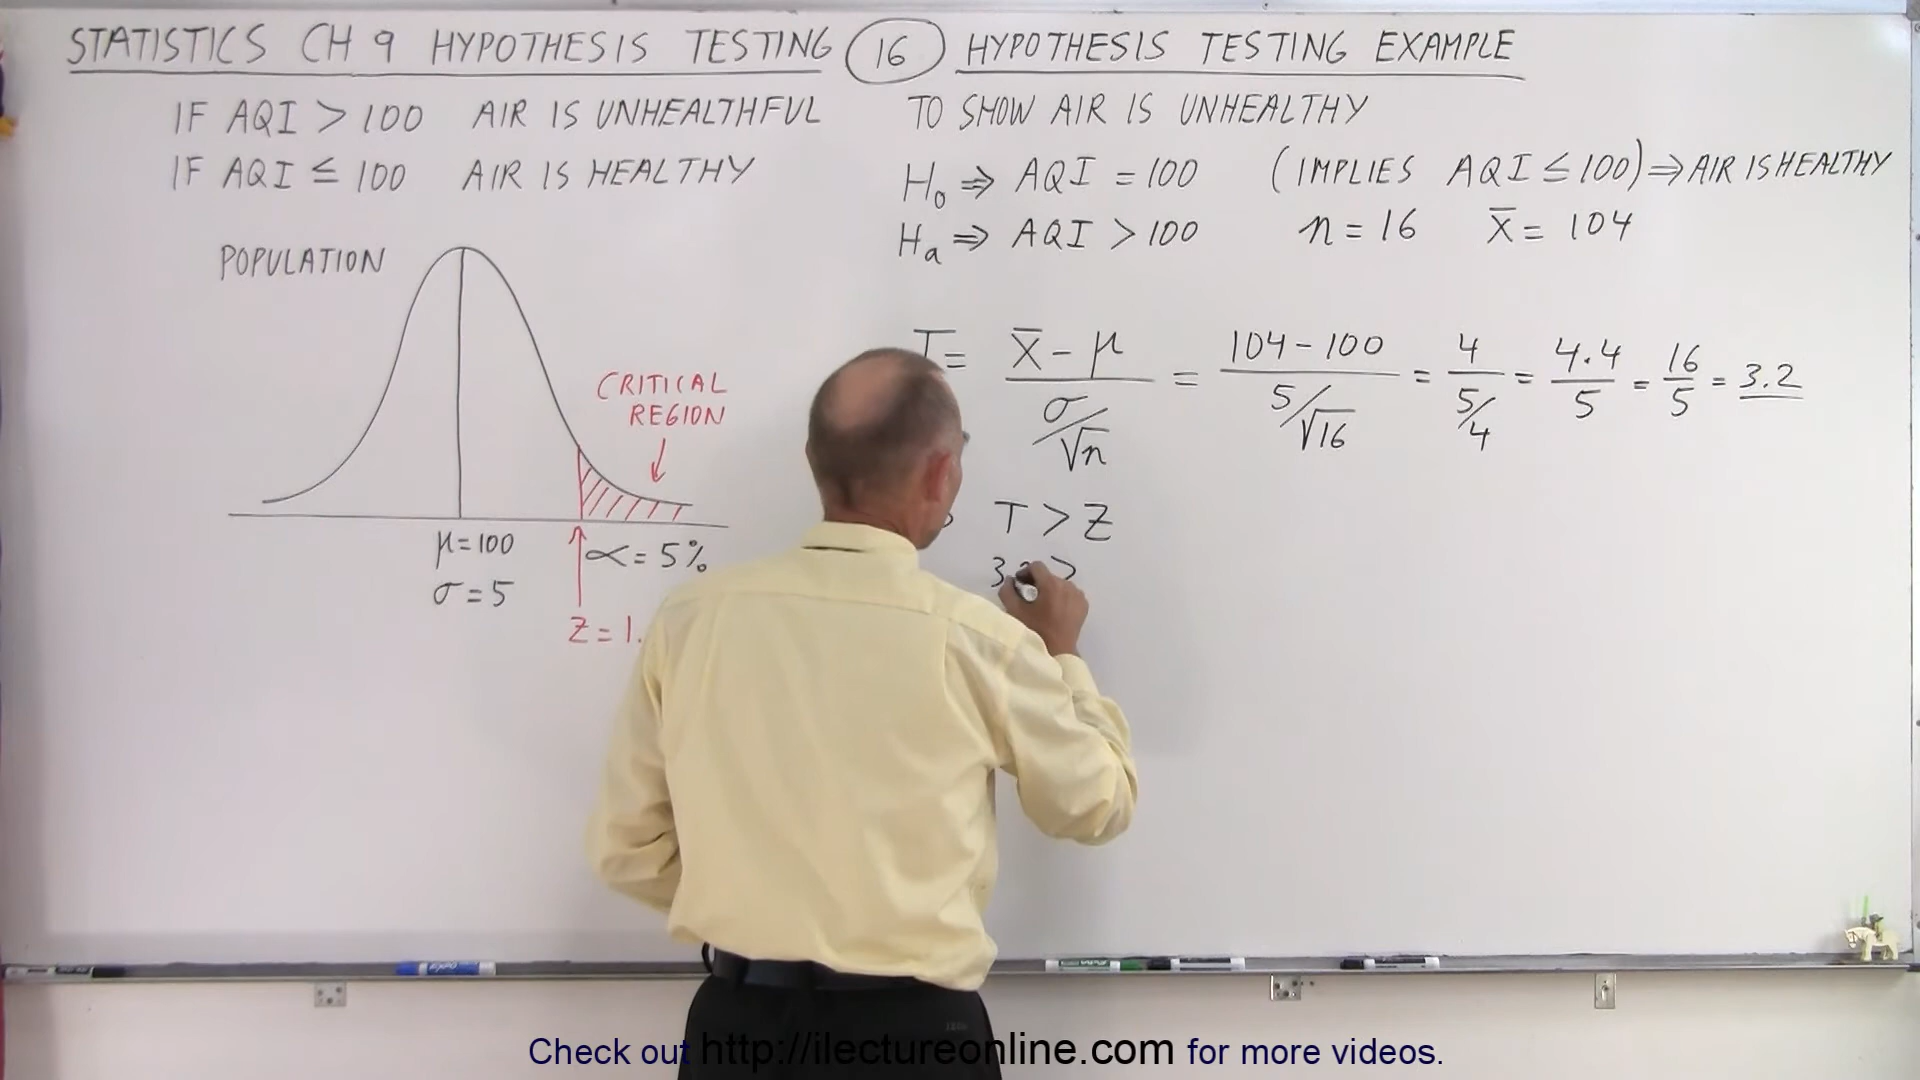 STATISTICS CH 9 HYPOTHESIS TESTING (16) HYPOTHESIS TESTING EXAMPLE
IF AQI > 100 AIR IS UNHEALTHFUL
IF AQI ≤ 100 AIR IS HEALTHY
POPULATION
CRITICAL
REGION
μ = 100
σ = 5
α = 5%
Z = 1.
TO SHOW AIR IS UNHEALTHY
H₀ ⇒ AQI = 100 (IMPLIES AQI ≤ 100) ⇒ AIR IS HEALTHY
Hₐ ⇒ AQI > 100 n = 16 x̄ = 104
T = (x̄ - μ)/(σ/√n) = (104 - 100)/(5/√16) = 4/(5/4) = 4·4/5 = 16/5 = 3.2
T > Z
3. >
Check out http://ilectureonline.com for more videos.